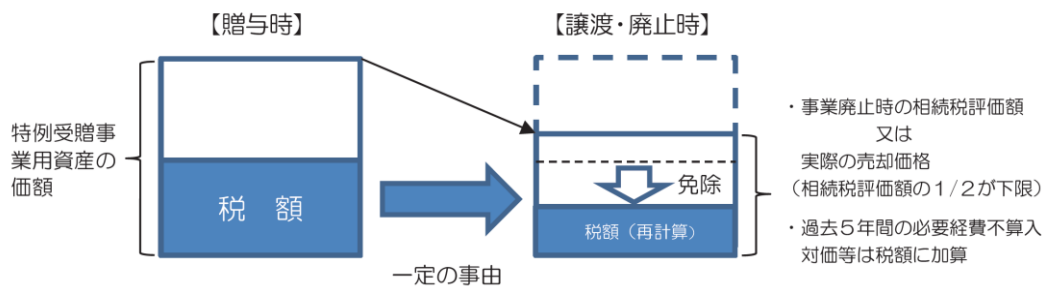 【贈与時】
【譲渡・廃止時】
特例受贈事
業用資産の
価額
税 額
一定の事由
免除
税額（再計算）
・事業廃止時の相続税評価額
又は
実際の売却価格
（相続税評価額の１/２が下限）
・過去５年間の必要経費不算入
対価等は税額に加算